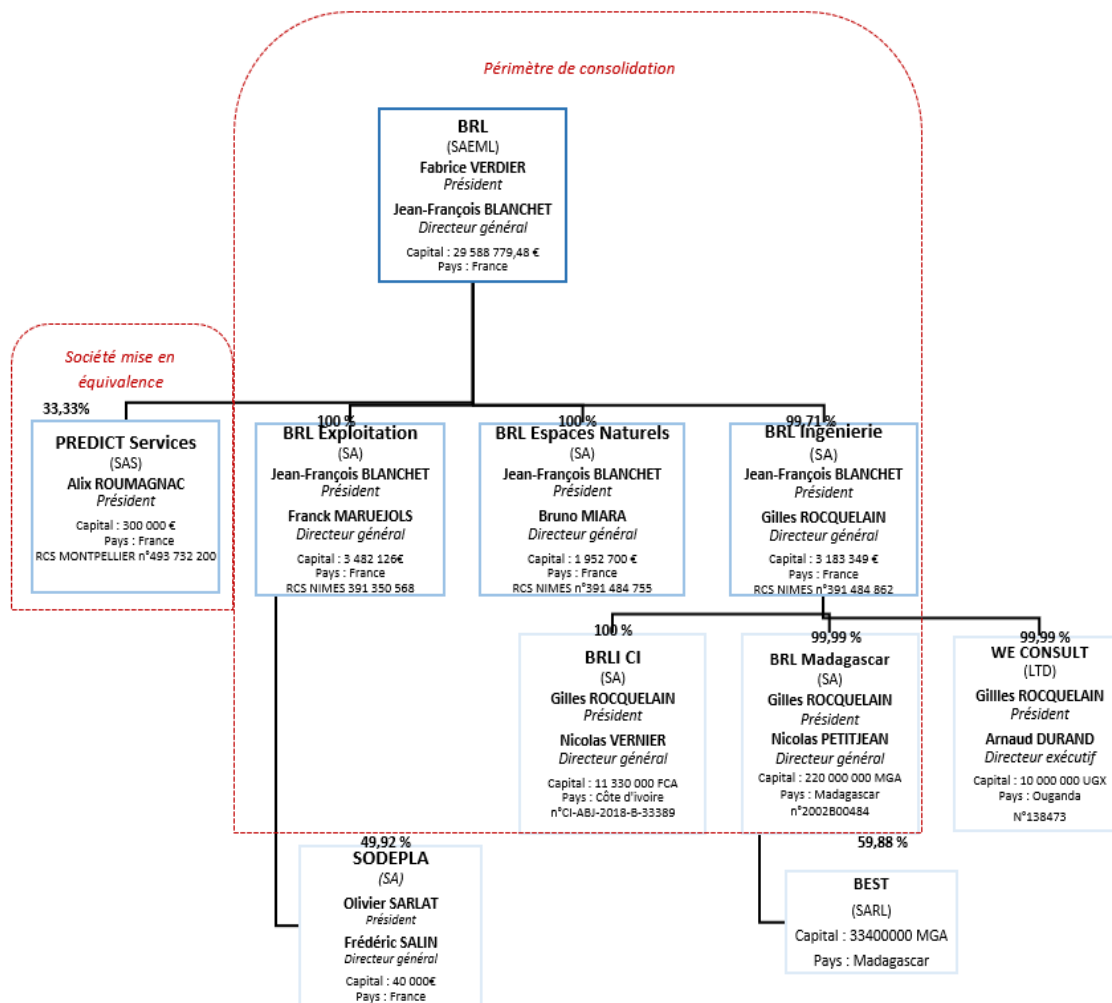 Périmètre de consolidation
BRL
(SAEML)
Fabrice VERDIER
Président
Jean-François BLANCHET
Directeur général
Capital : 29 588 779,48 €
Pays : France
Société mise en
équivalence
33,33%
PREDICT Services
(SAS)
Alix ROUMAGNAC
Président
Capital : 300 000 €
Pays : France
RCS MONTPELLIER n°493 732 200
100 %
BRL Exploitation
(SA)
Jean-François BLANCHET
Président
Franck MARUEJOLS
Directeur général
Capital : 3 482 126€
Pays : France
RCS NIMES 391 350 568
100 %
BRL Espaces Naturels
(SA)
Jean-François BLANCHET
Président
Bruno MIARA
Directeur général
Capital : 1 952 700 €
Pays : France
RCS NIMES n°391 484 755
99,71 %
BRL Ingénierie
(SA)
Jean-François BLANCHET
Président
Gilles ROCQUELAIN
Directeur général
Capital : 3 183 349 €
Pays : France
RCS NIMES n°391 484 862
100 %
BRLI CI
(SA)
Gilles ROCQUELAIN
Président
Nicolas VERNIER
Directeur général
Capital : 11 330 000 FCA
Pays : Côte d'ivoire
n°CI-ABJ-2018-B-33389
99,99 %
BRL Madagascar
(SA)
Gilles ROCQUELAIN
Président
Nicolas PETITJEAN
Directeur général
Capital : 220 000 000 MGA
Pays : Madagascar
n°2002B00484
99,99 %
WE CONSULT
(LTD)
Gillles ROCQUELAIN
Président
Arnaud DURAND
Directeur exécutif
Capital : 10 000 000 UGX
Pays : Ouganda
N°138473
49,92 %
SODEPLA
(SA)
Olivier SARLAT
Président
Frédéric SALIN
Directeur général
Capital : 40 000€
Pays : France
59,88 %
BEST
(SARL)
Capital : 33400000 MGA
Pays : Madagascar